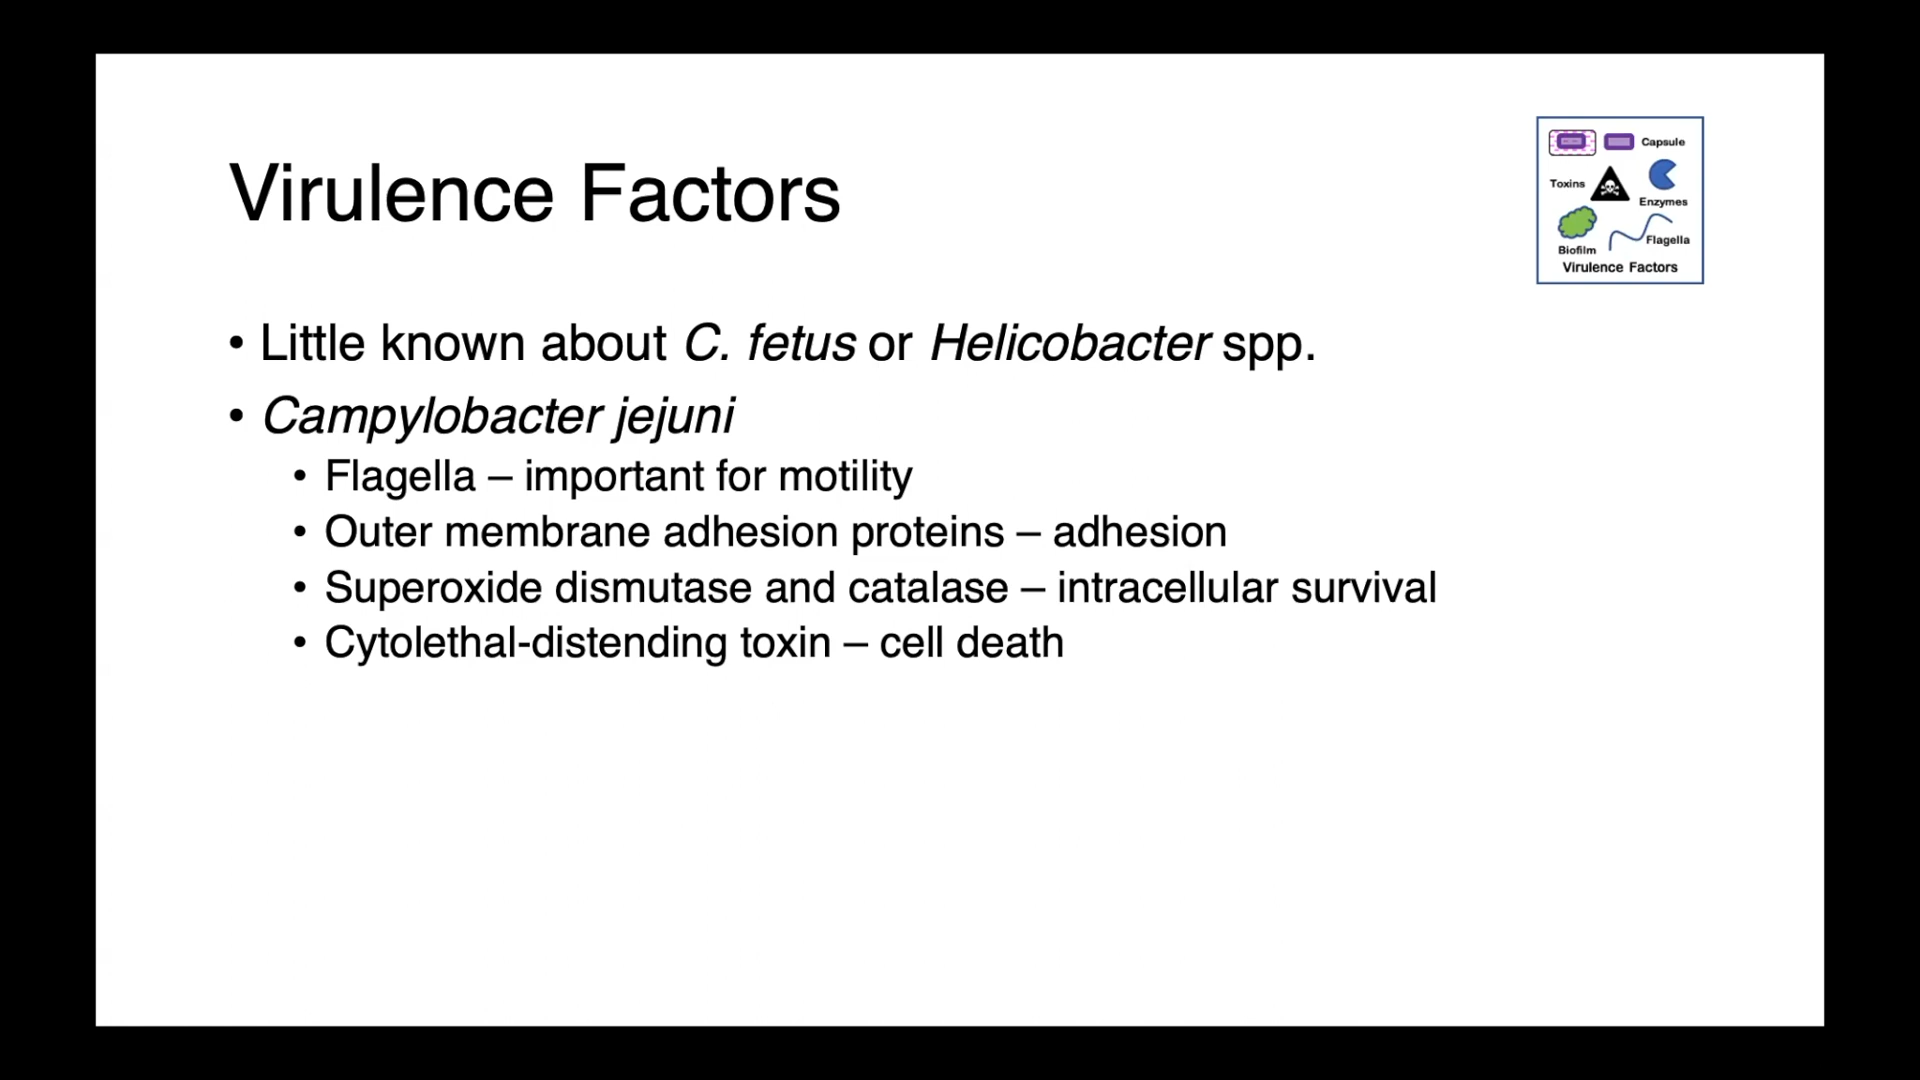 Virulence Factors
Capsule
Toxins
Enzymes
Biofilm
Flagella
Virulence Factors
• Little known about C. fetus or Helicobacter spp.
• Campylobacter jejuni
• Flagella – important for motility
• Outer membrane adhesion proteins – adhesion
• Superoxide dismutase and catalase – intracellular survival
• Cytolethal-distending toxin – cell death